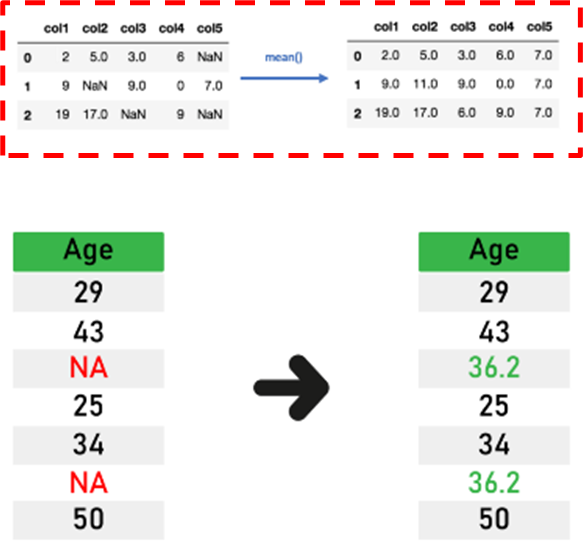 col1 col2 col3 col4 col5
0 2 5.0 3.0 6 NaN
1 9 NaN 9.0 0 7.0
2 19 17.0 NaN 9 NaN
mean()
col1 col2 col3 col4 col5
0 2.0 5.0 3.0 6.0 7.0
1 9.0 11.0 9.0 0.0 7.0
2 19.0 17.0 6.0 9.0 7.0
Age
29
43
NA
25
34
NA
50
Age
29
43
36.2
25
34
36.2
50